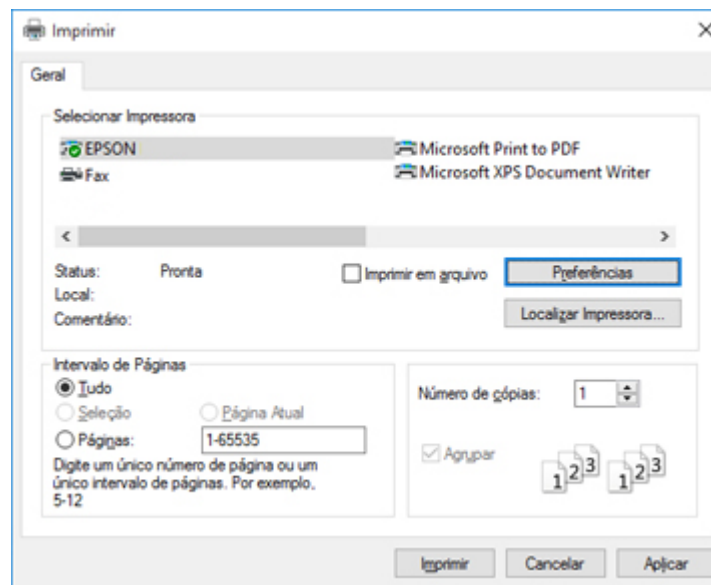 Imprimir
Geral
Selecionar Impressora
EPSON
Microsoft Print to PDF
Fax
Microsoft XPS Document Writer
Status: Pronta
Imprimir em arquivo
Preferências
Local:
Comentário:
Localizar Impressora...
Intervalo de Páginas
Tudo
Seleção
Página Atual
Páginas: 1-65535
Digite um único número de página ou um
único intervalo de páginas. Por exemplo,
5-12
Número de cópias: 1
Agrupar
1 2 3 1 2 3
Imprimir
Cancelar
Aplicar